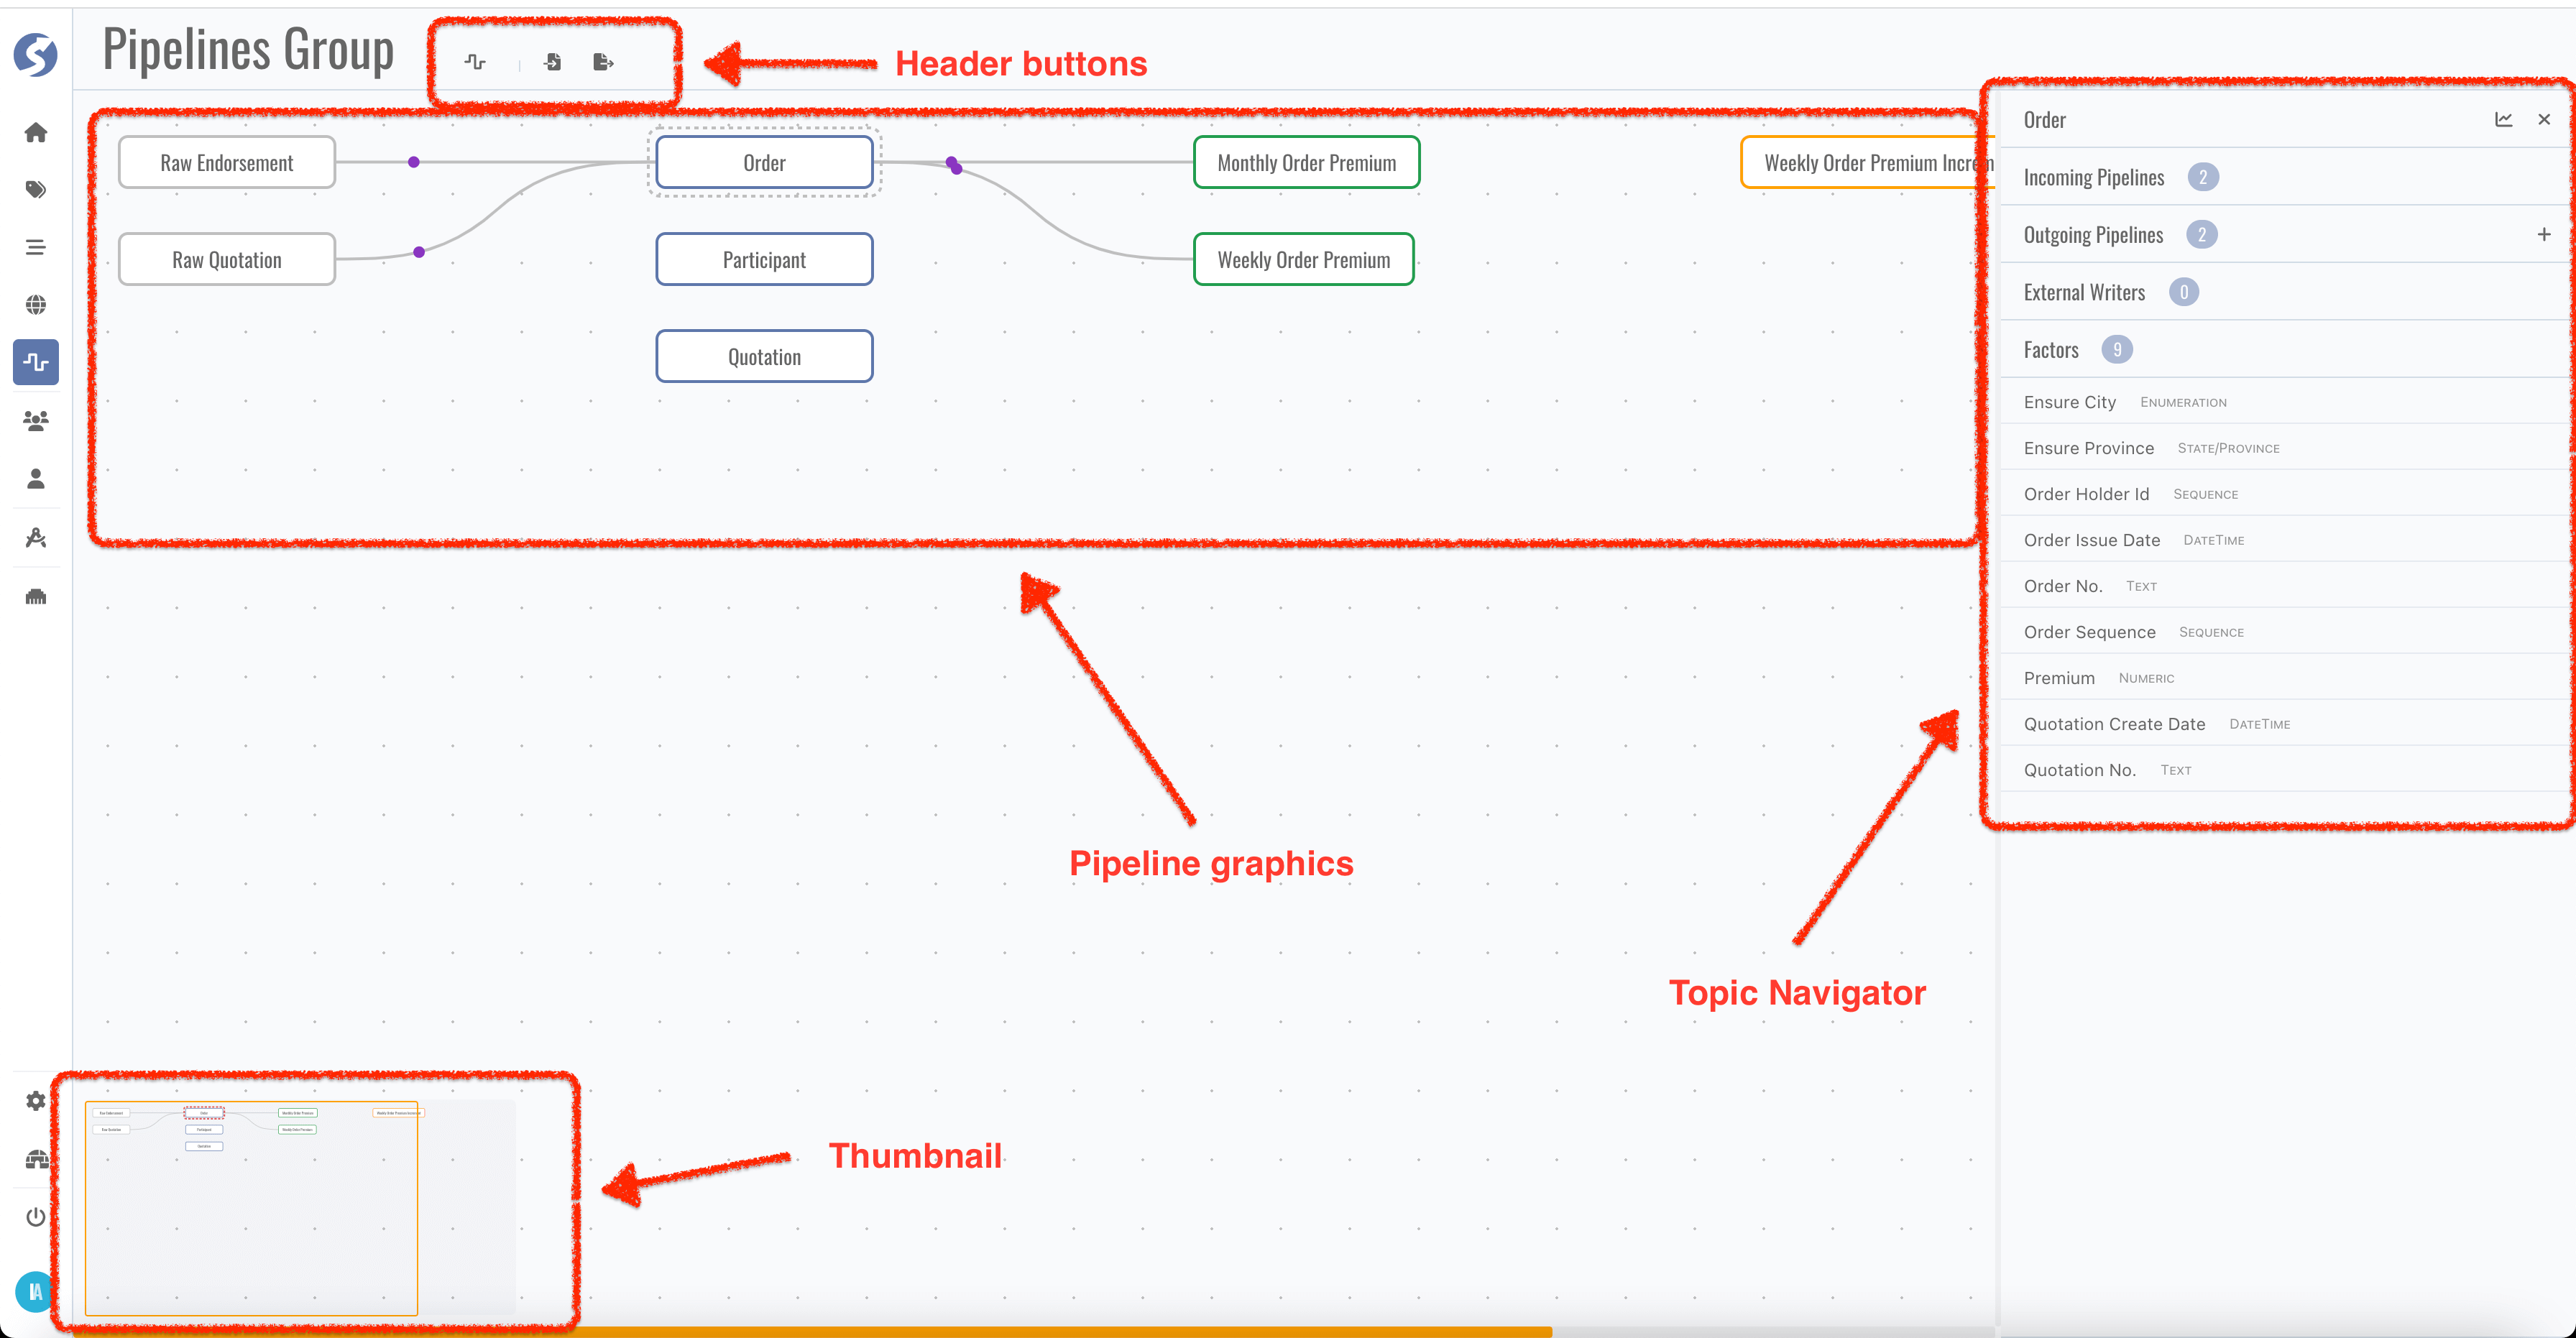 Pipelines Group
Header buttons
Raw Endorsement
Order
Monthly Order Premium
Weekly Order Premium Increm
Raw Quotation
Participant
Weekly Order Premium
Quotation
Order
Incoming Pipelines 2
Outgoing Pipelines 2
External Writers 0
Factors 9
Ensure City ENUMERATION
Ensure Province STATE/PROVINCE
Order Holder Id SEQUENCE
Order Issue Date DATETIME
Order No. TEXT
Order Sequence SEQUENCE
Premium NUMERIC
Quotation Create Date DATETIME
Quotation No. TEXT
Pipeline graphics
Topic Navigator
Thumbnail
IA